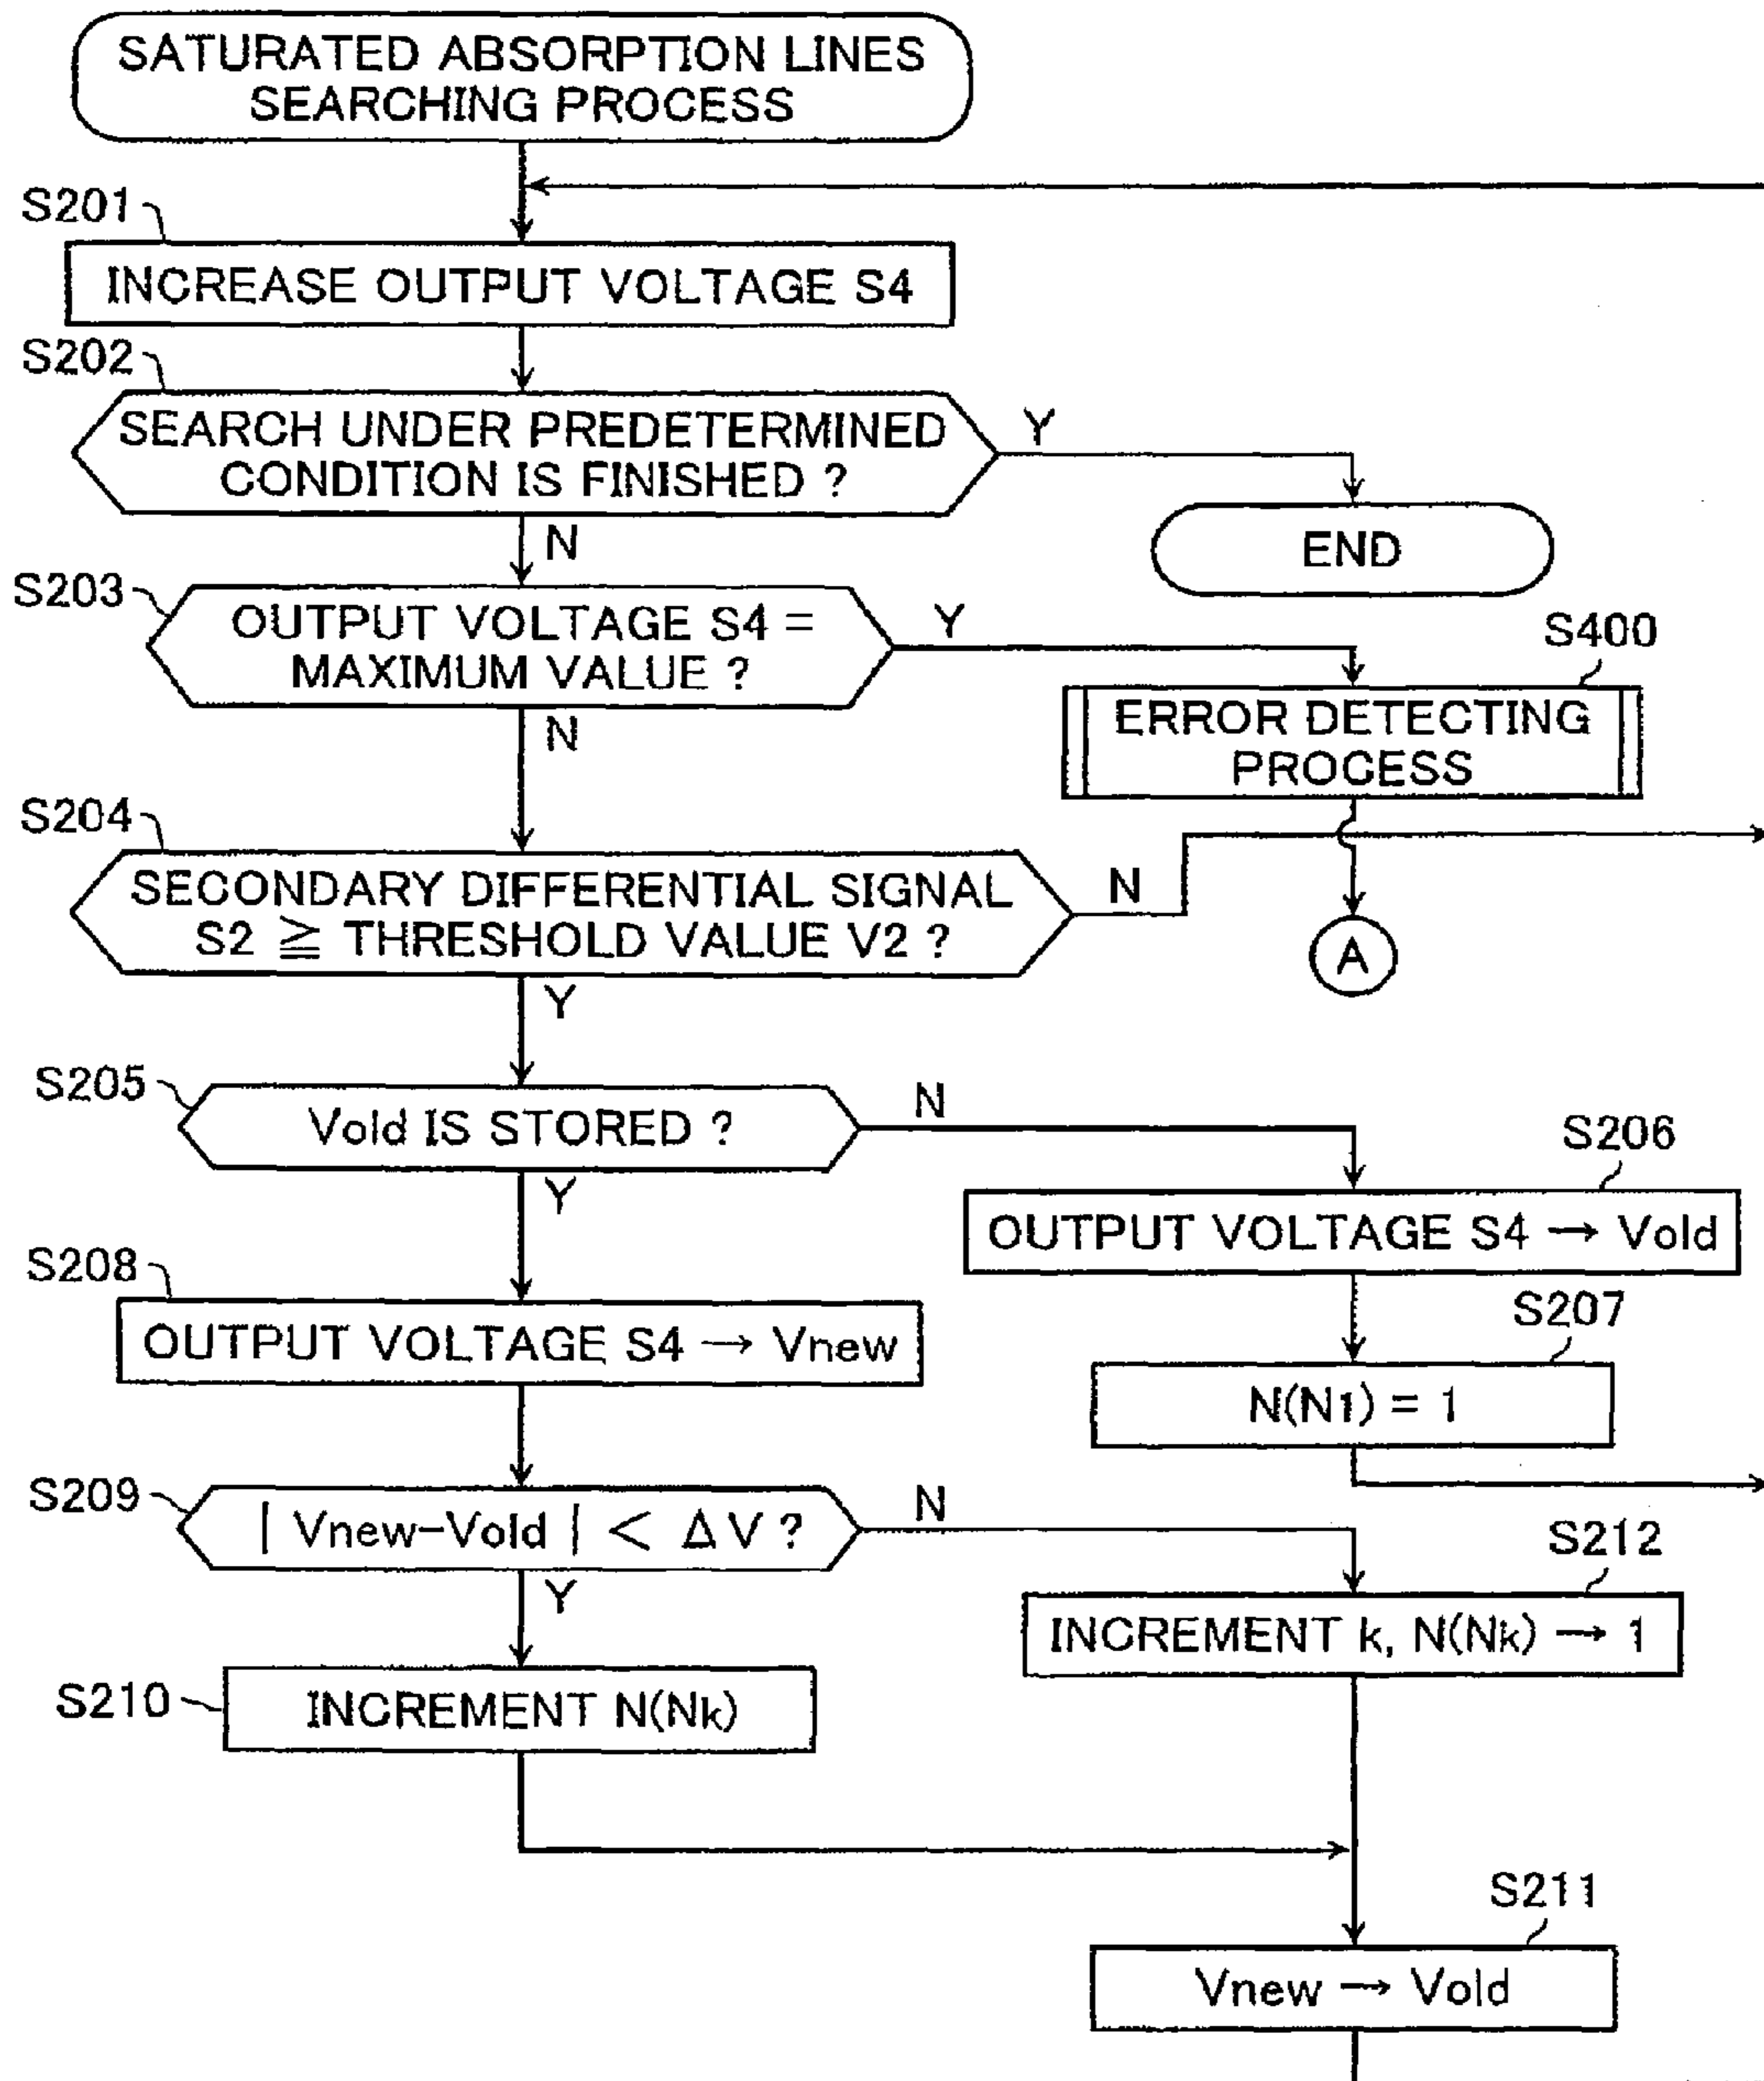 SATURATED ABSORPTION LINES
SEARCHING PROCESS
S201
INCREASE OUTPUT VOLTAGE S4
S202
SEARCH UNDER PREDETERMINED
CONDITION IS FINISHED ?
Y
N
END
S203
OUTPUT VOLTAGE S4 =
MAXIMUM VALUE ?
Y
N
S400
ERROR DETECTING
PROCESS
A
S204
SECONDARY DIFFERENTIAL SIGNAL
S2 ≧ THRESHOLD VALUE V2 ?
N
Y
S205
Vold IS STORED ?
N
Y
S206
OUTPUT VOLTAGE S4 → Vold
S207
N(N1) = 1
S208
OUTPUT VOLTAGE S4 → Vnew
S209
| Vnew-Vold | < ΔV ?
N
Y
S212
INCREMENT k, N(Nk) → 1
S210
INCREMENT N(Nk)
S211
Vnew → Vold